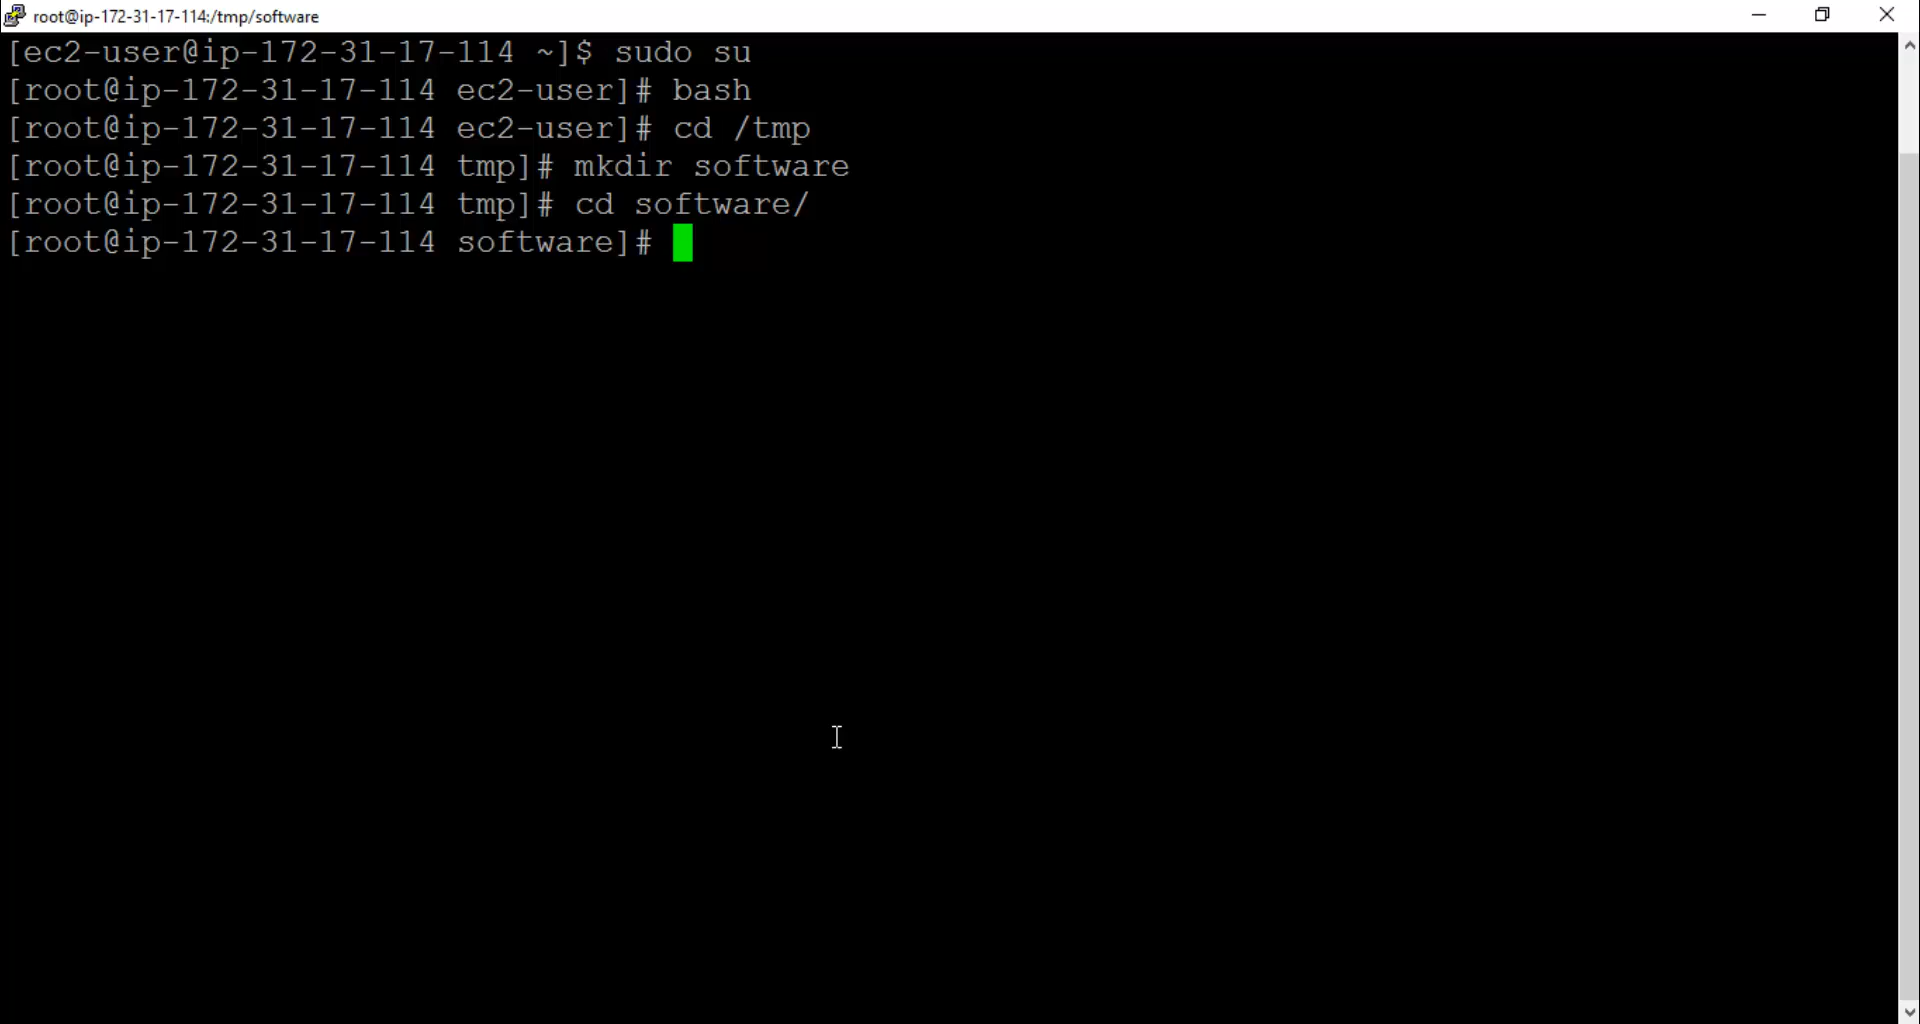 root@ip-172-31-17-114:/tmp/software
[ec2-user@ip-172-31-17-114 ~]$ sudo su
[root@ip-172-31-17-114 ec2-user]# bash
[root@ip-172-31-17-114 ec2-user]# cd /tmp
[root@ip-172-31-17-114 tmp]# mkdir software
[root@ip-172-31-17-114 tmp]# cd software/
[root@ip-172-31-17-114 software]#